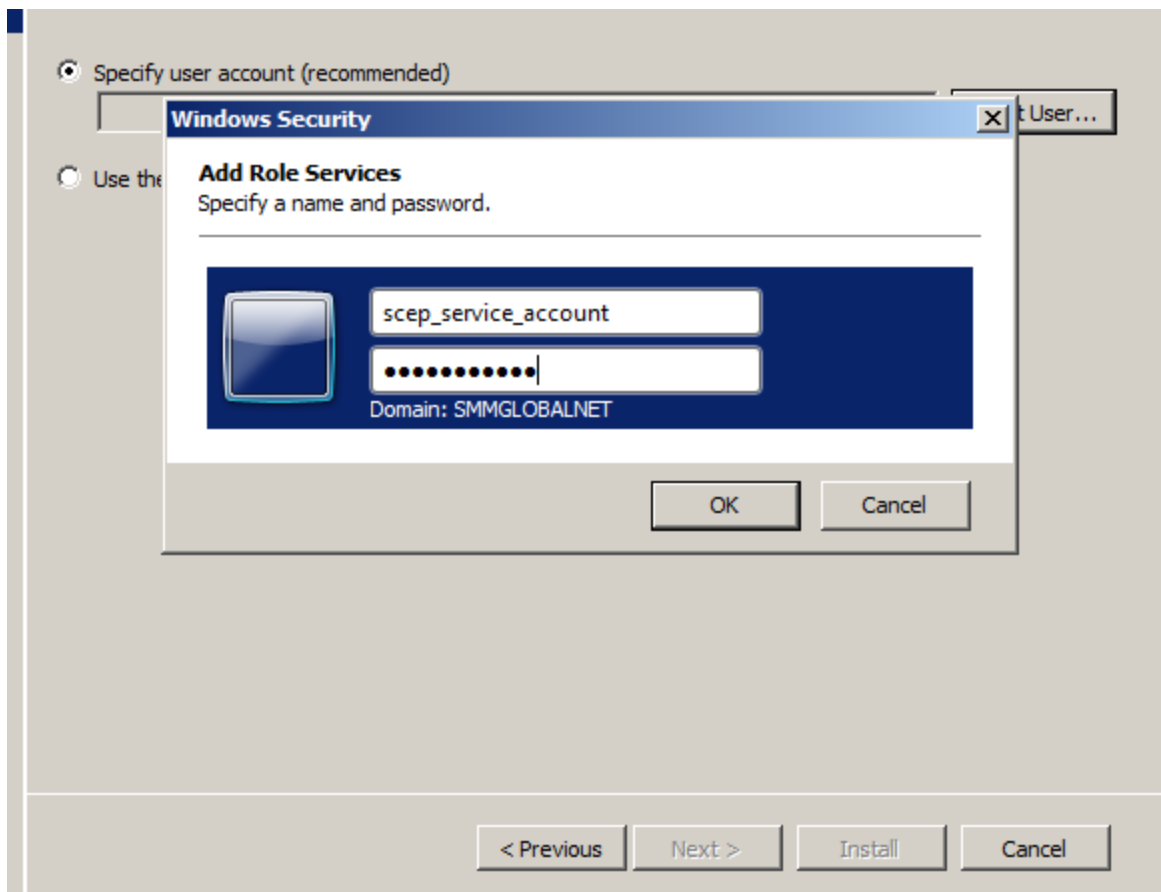 Specify user account (recommended)
t User...
Windows Security
Use the
Add Role Services
Specify a name and password.
scep_service_account
●●●●●●●●●●●
Domain: SMMGLOBALNET
OK
Cancel
< Previous
Next >
Install
Cancel